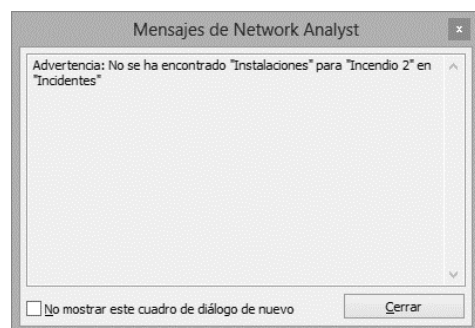 Mensajes de Network Analyst
x
Advertencia: No se ha encontrado "Instalaciones" para "Incendio 2" en
"Incidentes"
No mostrar este cuadro de diálogo de nuevo
Cerrar